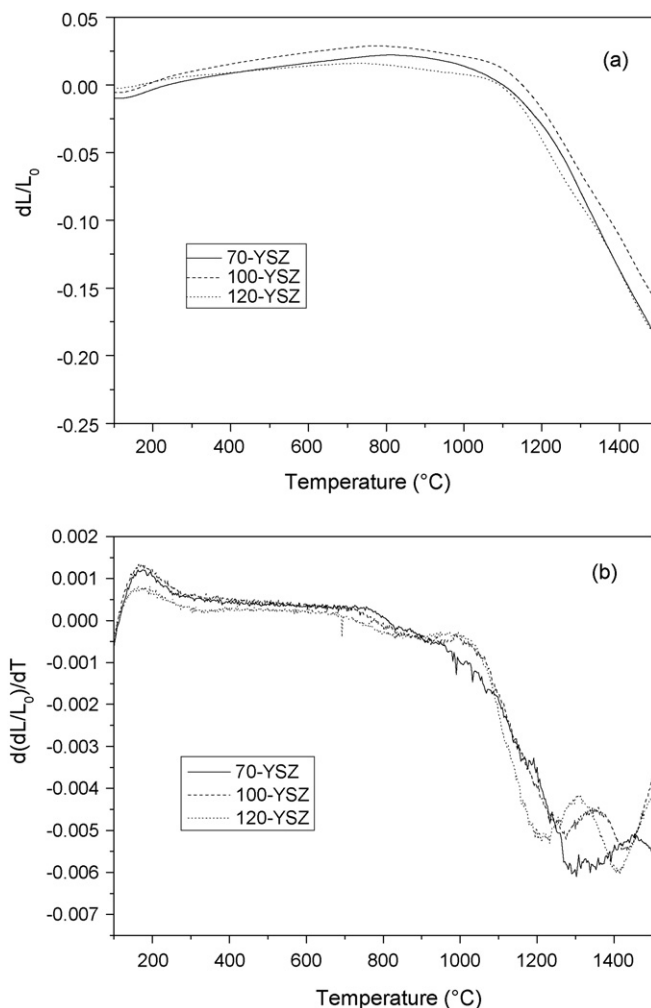 0.05
(a)
0.00
-0.05
dL/L₀
-0.10
70-YSZ
100-YSZ
-0.15
120-YSZ
-0.20
-0.25
200 400 600 800 1000 1200 1400
Temperature (°C)
0.002
(b)
0.001
0.000
-0.001
d(dL/L₀)/dT
-0.002
-0.003
70-YSZ
-0.004
100-YSZ
120-YSZ
-0.005
-0.006
-0.007
200 400 600 800 1000 1200 1400
Temperature (°C)